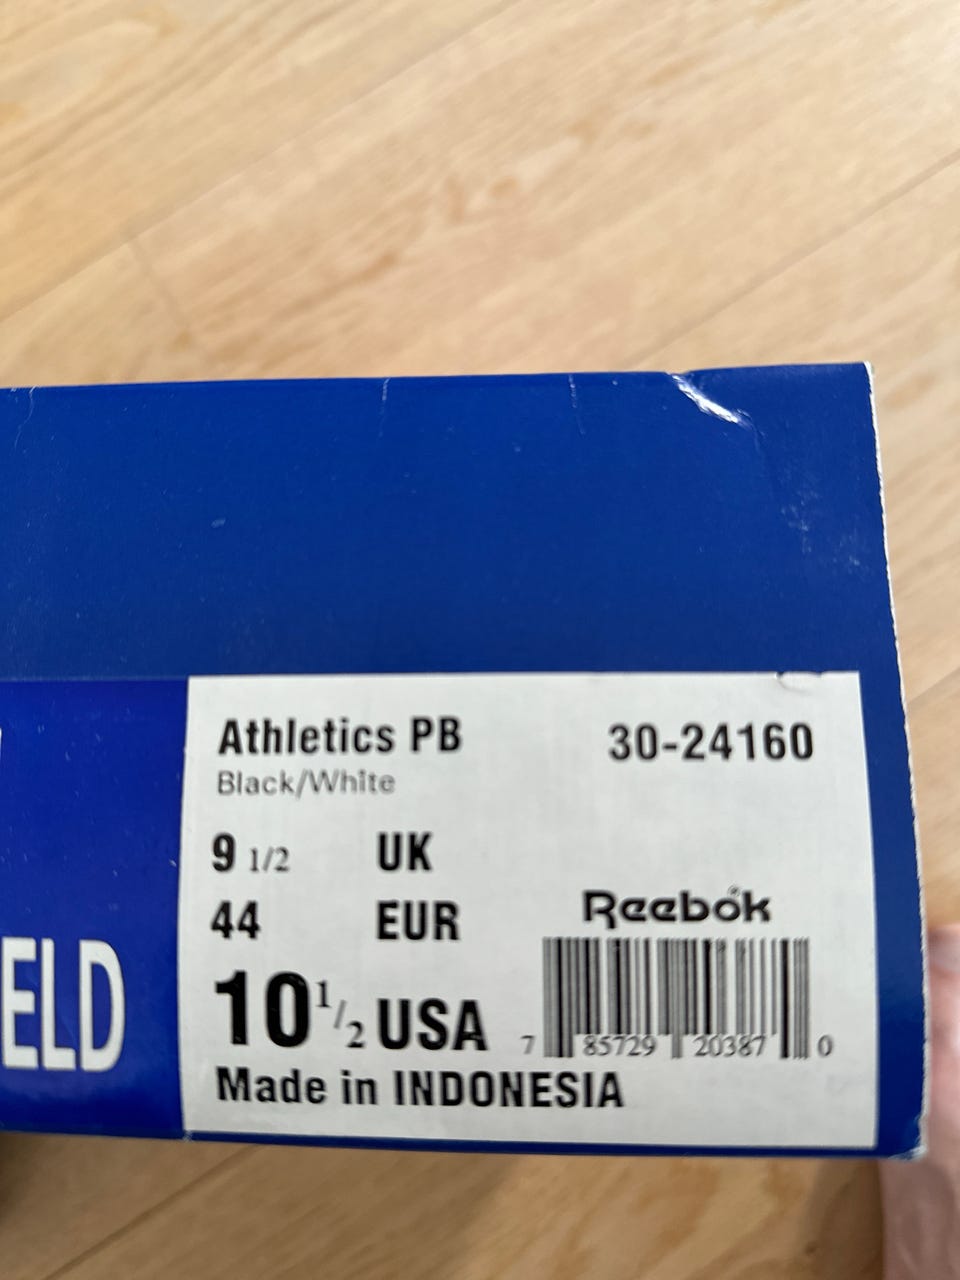 Athletics PB 30-24160
Black/White
9 1/2 UK
44 EUR
Reebok
10 1/2 USA
7 85729 20387 0
Made in INDONESIA
ELD